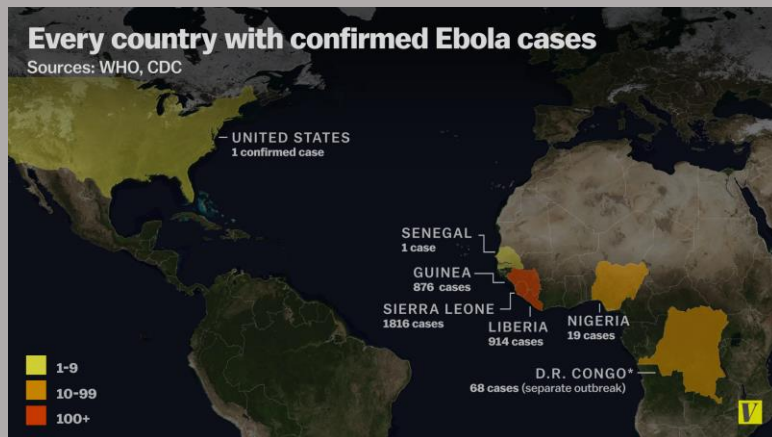 Every country with confirmed Ebola cases
Sources: WHO, CDC
UNITED STATES
1 confirmed case
SENEGAL
1 case
GUINEA
876 cases
SIERRA LEONE
1816 cases
LIBERIA
914 cases
NIGERIA
19 cases
D.R. CONGO*
68 cases (separate outbreak)
1-9
10-99
100+
V